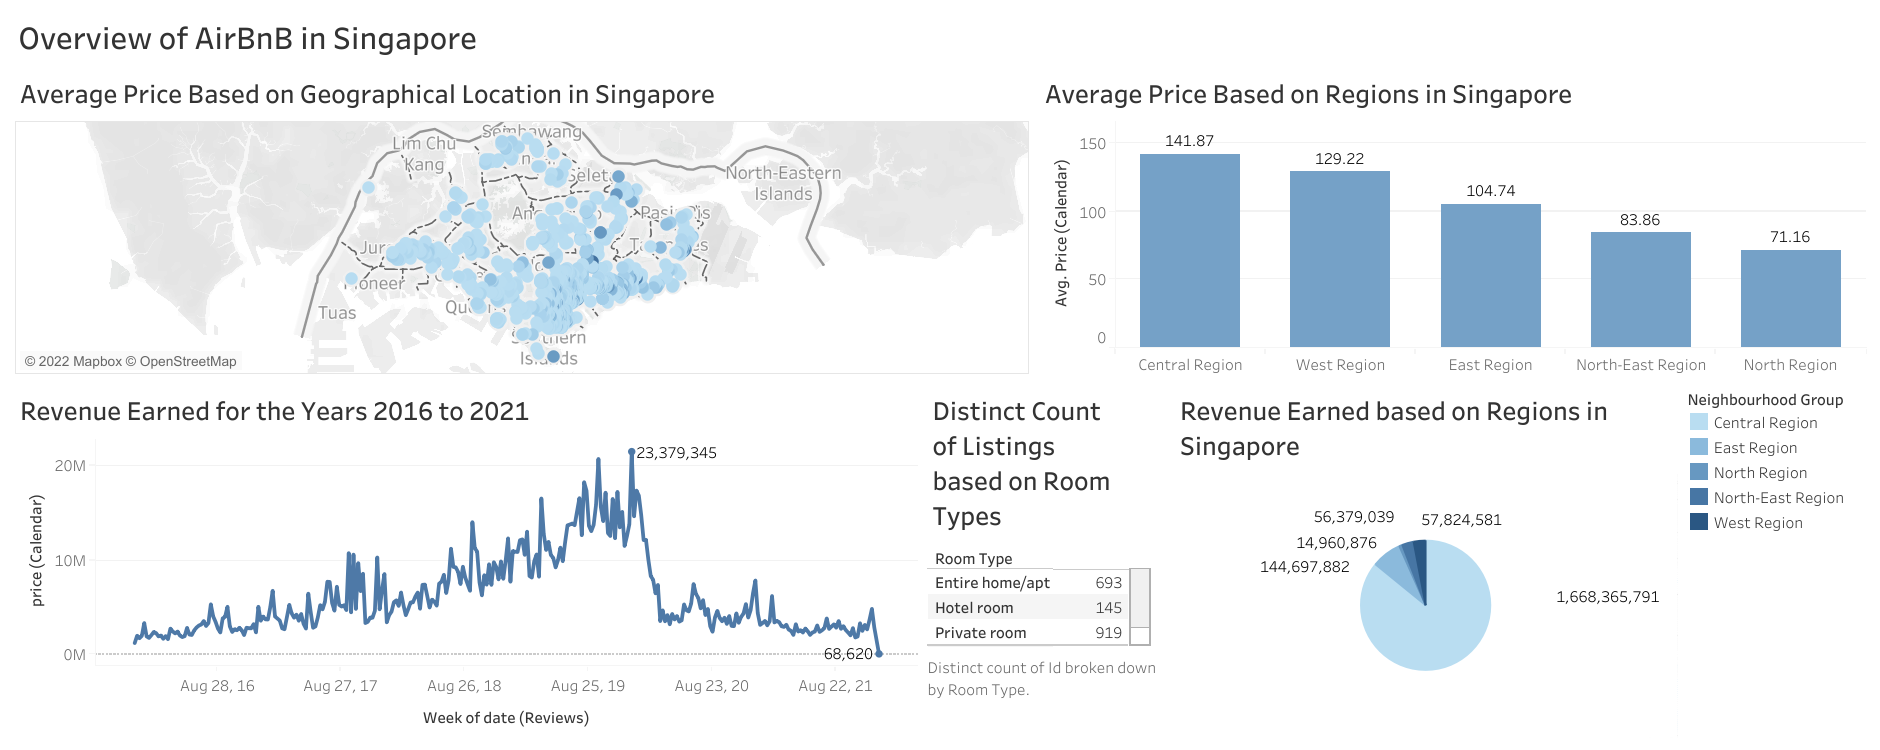 Overview of AirBnB in Singapore
Average Price Based on Geographical Location in Singapore
Sembawang
Lim Chu
Kang
Selet
North-Eastern
Islands
An
Pasir Ris
Jur
Pioneer
Tuas
Southern
Islands
© 2022 Mapbox © OpenStreetMap
Average Price Based on Regions in Singapore
Avg. Price (Calendar)
150
100
50
0
141.87
129.22
104.74
83.86
71.16
Central Region
West Region
East Region
North-East Region
North Region
Revenue Earned for the Years 2016 to 2021
price (Calendar)
20M
10M
0M
23,379,345
68,620
Aug 28, 16
Aug 27, 17
Aug 26, 18
Aug 25, 19
Aug 23, 20
Aug 22, 21
Week of date (Reviews)
Distinct Count
of Listings
based on Room
Types
Room Type
Entire home/apt 693
Hotel room 145
Private room 919
Distinct count of Id broken down
by Room Type.
Revenue Earned based on Regions in
Singapore
56,379,039
57,824,581
14,960,876
144,697,882
1,668,365,791
Neighbourhood Group
Central Region
East Region
North Region
North-East Region
West Region